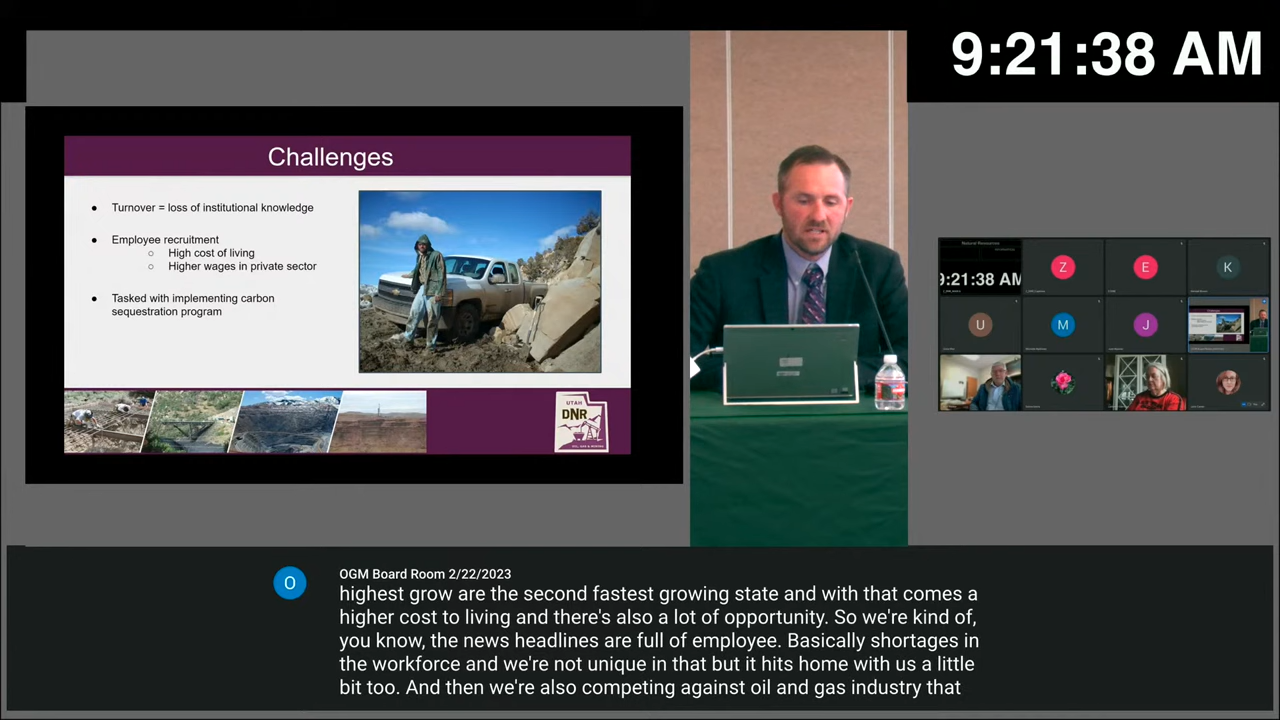 9:21:38 AM
Challenges
● Turnover = loss of institutional knowledge
● Employee recruitment
○ High cost of living
○ Higher wages in private sector
● Tasked with implementing carbon
sequestration program
UTAH
DNR
OIL, GAS & MINING
9:21:38 AM
Z
E
K
U
M
J
O
OGM Board Room 2/22/2023
highest grow are the second fastest growing state and with that comes a
higher cost to living and there's also a lot of opportunity. So we're kind of,
you know, the news headlines are full of employee. Basically shortages in
the workforce and we're not unique in that but it hits home with us a little
bit too. And then we're also competing against oil and gas industry that